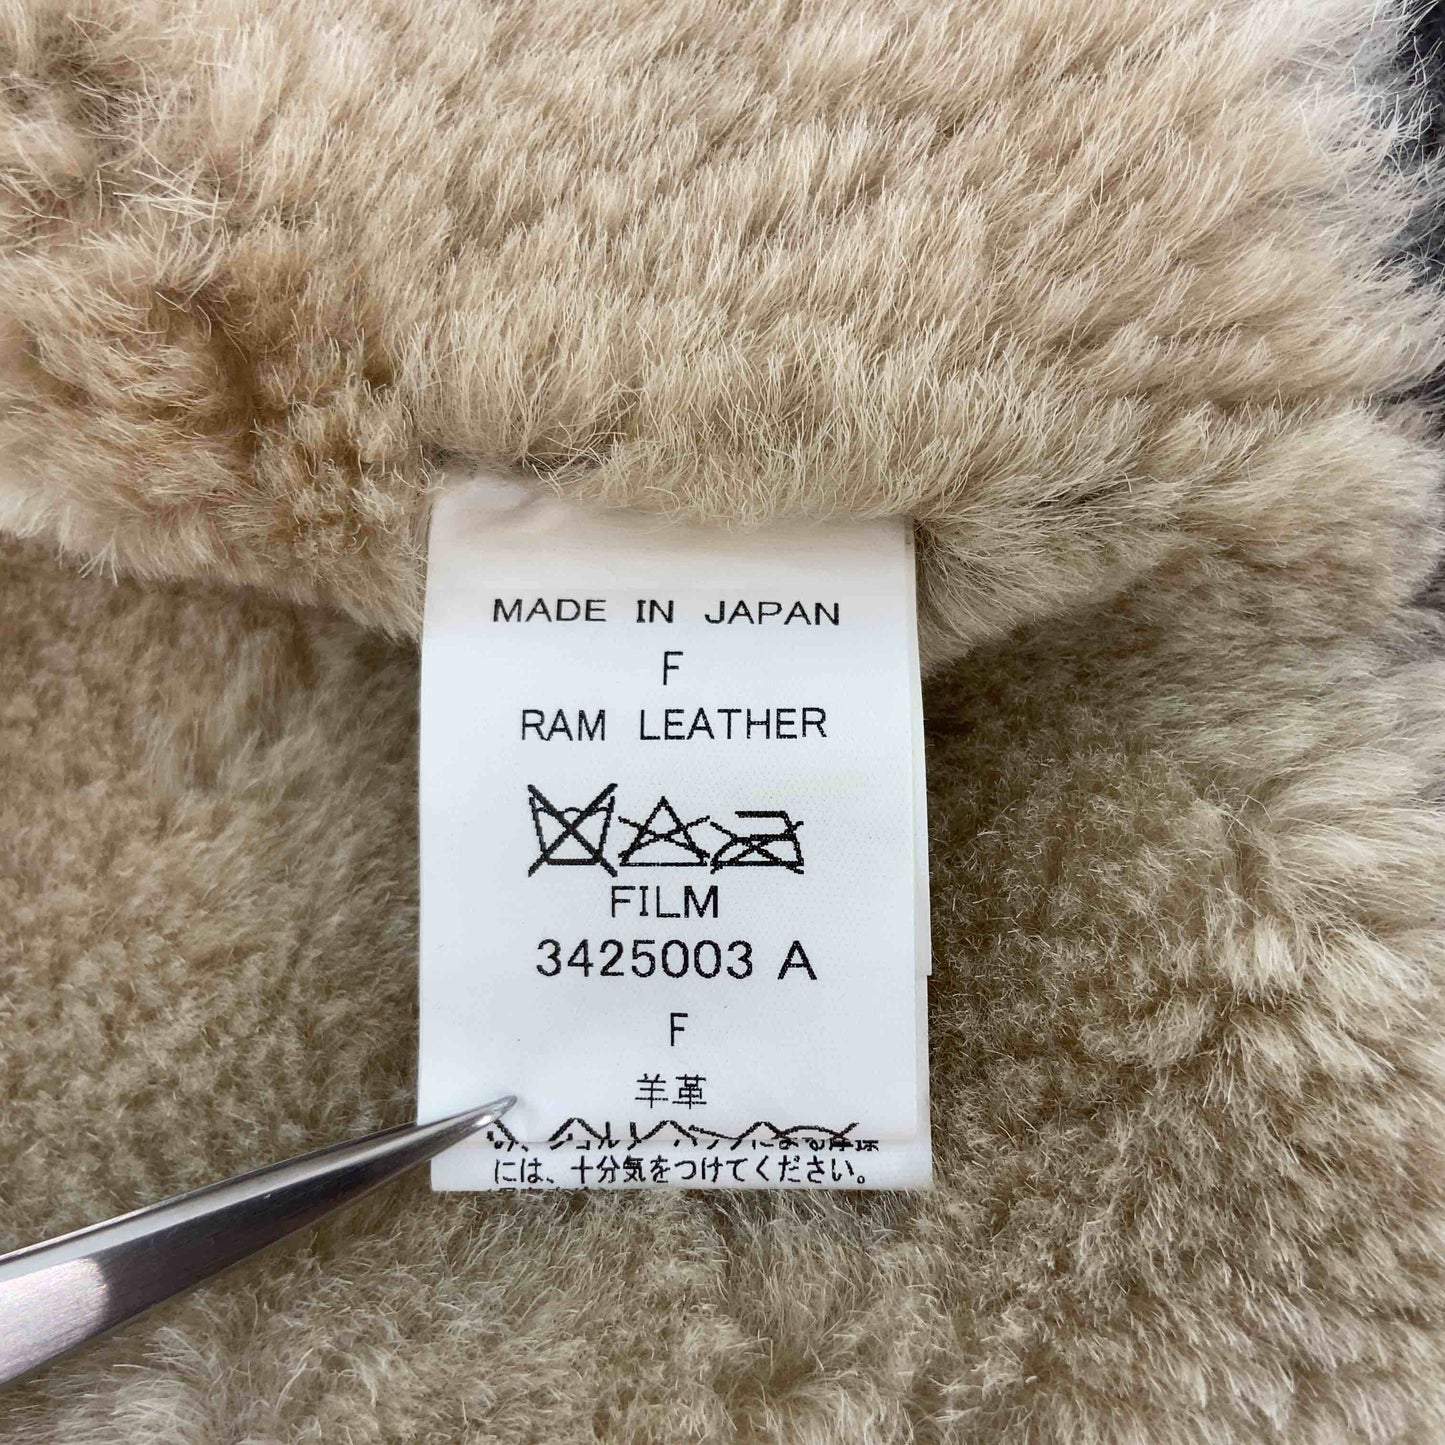 MADE IN JAPAN
F
RAM LEATHER
FILM
3425003 A
F
羊革
には、十分気をつけてください。